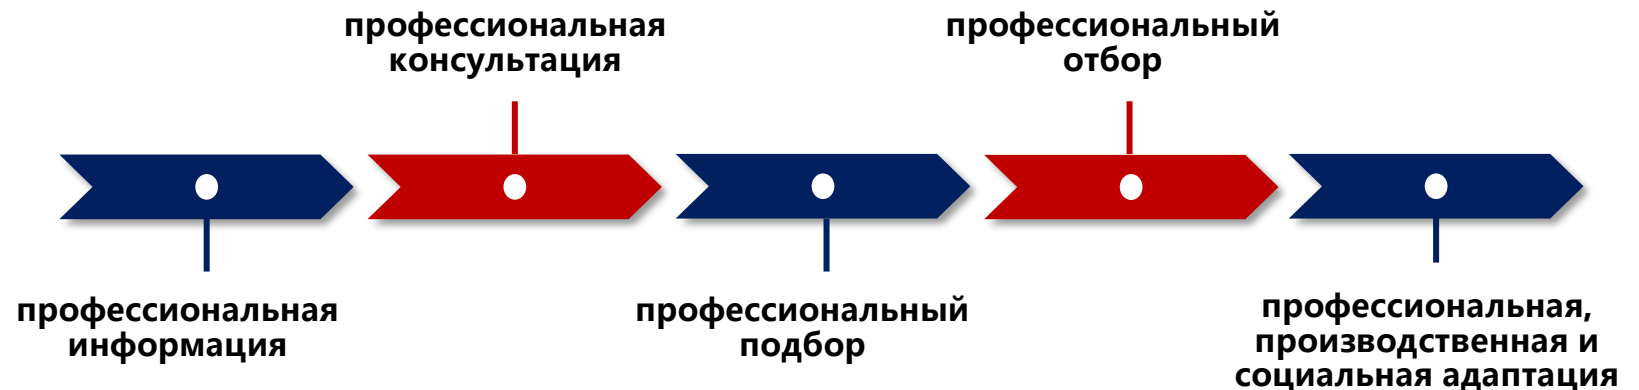 профессиональная
консультация
профессиональный
отбор
профессиональная
информация
профессиональный
подбор
профессиональная,
производственная и
социальная адаптация